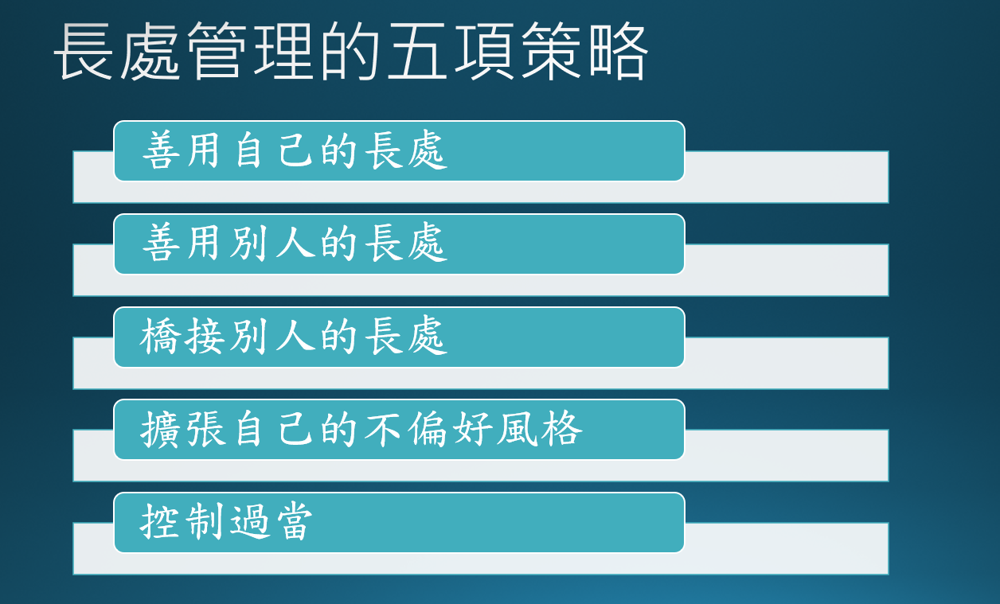 長處管理的五項策略
善用自己的長處
善用別人的長處
橋接別人的長處
擴張自己的不偏好風格
控制過當